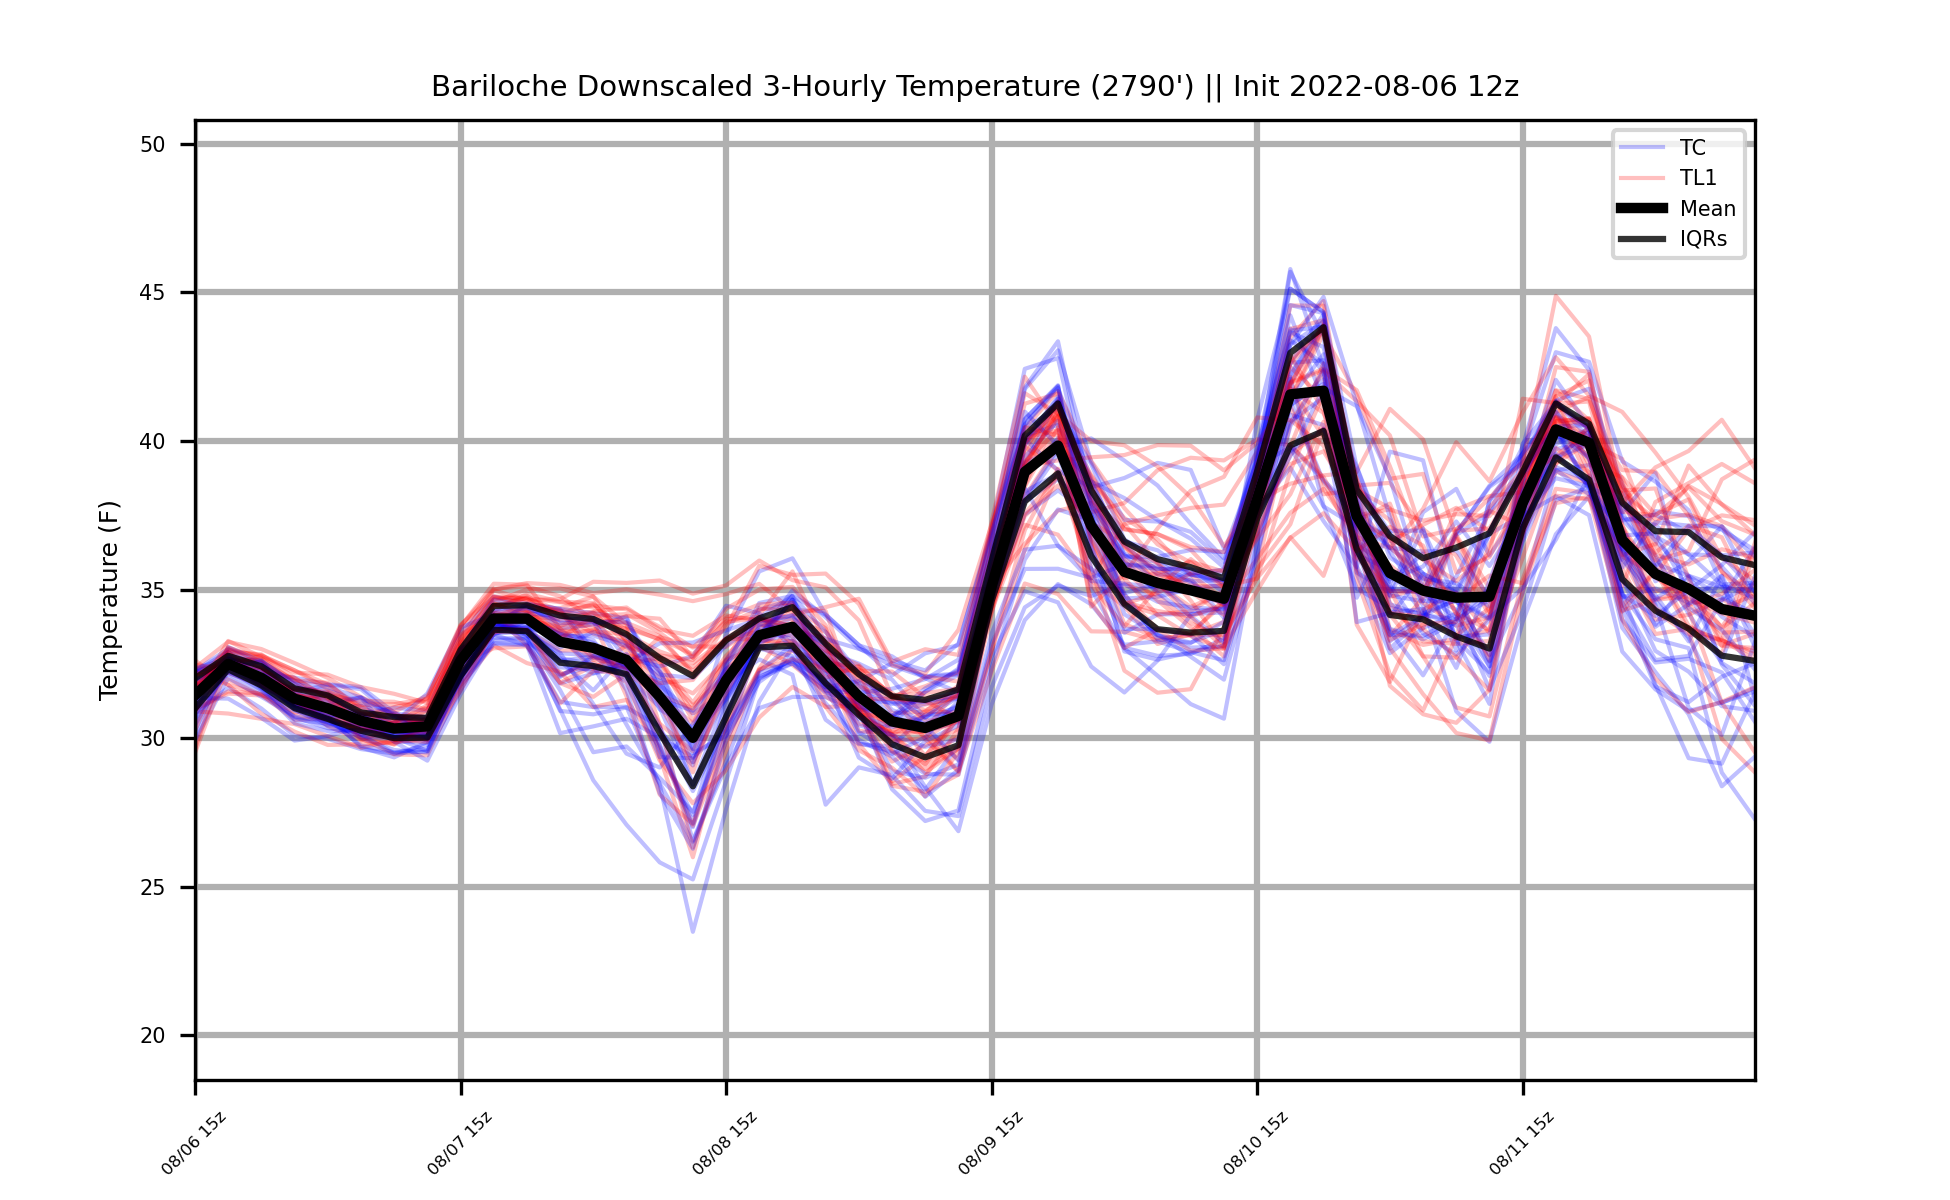 Bariloche Downscaled 3-Hourly Temperature (2790') || Init 2022-08-06 12z
TC
TL1
Mean
IQRs
Temperature (F)
50
45
40
35
30
25
20
08/06 15z
08/07 15z
08/08 15z
08/09 15z
08/10 15z
08/11 15z